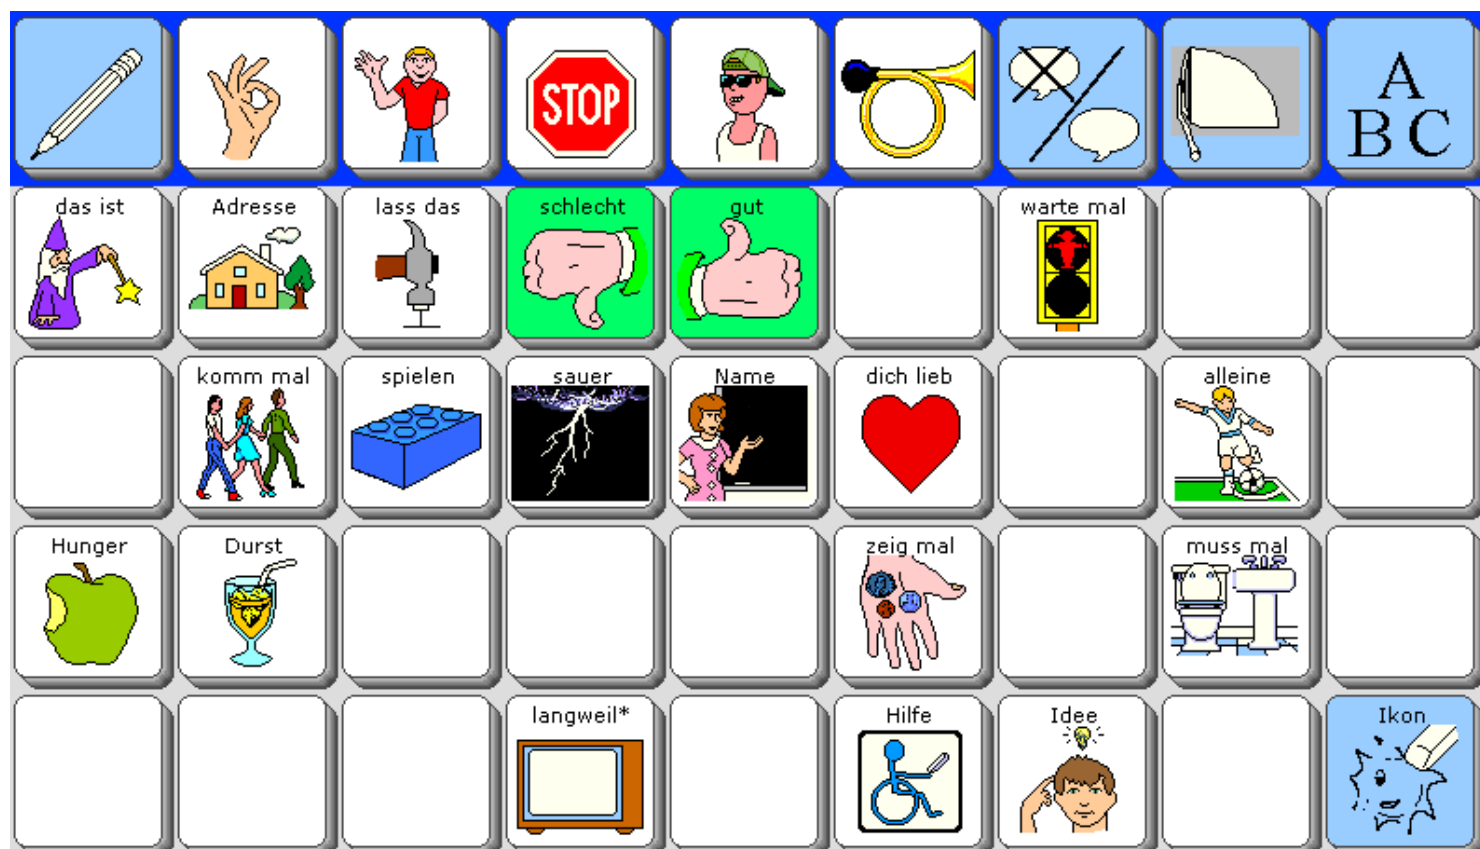 STOP
A
B C
das ist
Adresse
lass das
schlecht
gut
warte mal
komm mal
spielen
sauer
Name
dich lieb
alleine
Hunger
Durst
zeig mal
muss mal
langweil*
Hilfe
Idee
Ikon